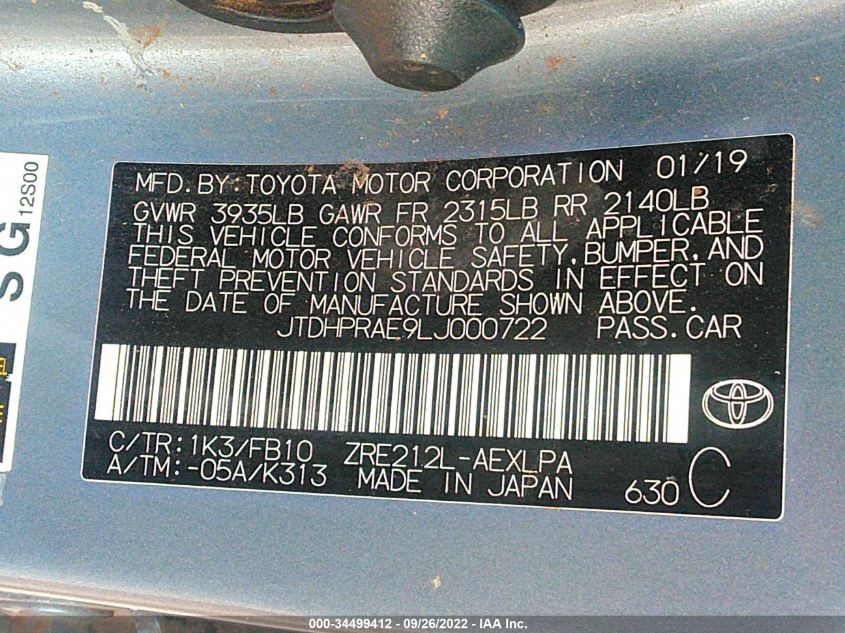 MFD. BY: TOYOTA MOTOR CORPORATION 01/19
GVWR 3935LB GAWR FR 2315LB RR 2140LB
THIS VEHICLE CONFORMS TO ALL APPLICABLE
FEDERAL MOTOR VEHICLE SAFETY, BUMPER, AND
THEFT PREVENTION STANDARDS IN EFFECT ON
THE DATE OF MANUFACTURE SHOWN ABOVE.
JTDHPRAE9LJ000722 PASS. CAR
C/TR: 1K3/FB10 ZRE212L-AEXLPA
A/TM: -05A/K313 MADE IN JAPAN 630 C
SG
12S00
000-34499412 - 09/26/2022 - IAA Inc.